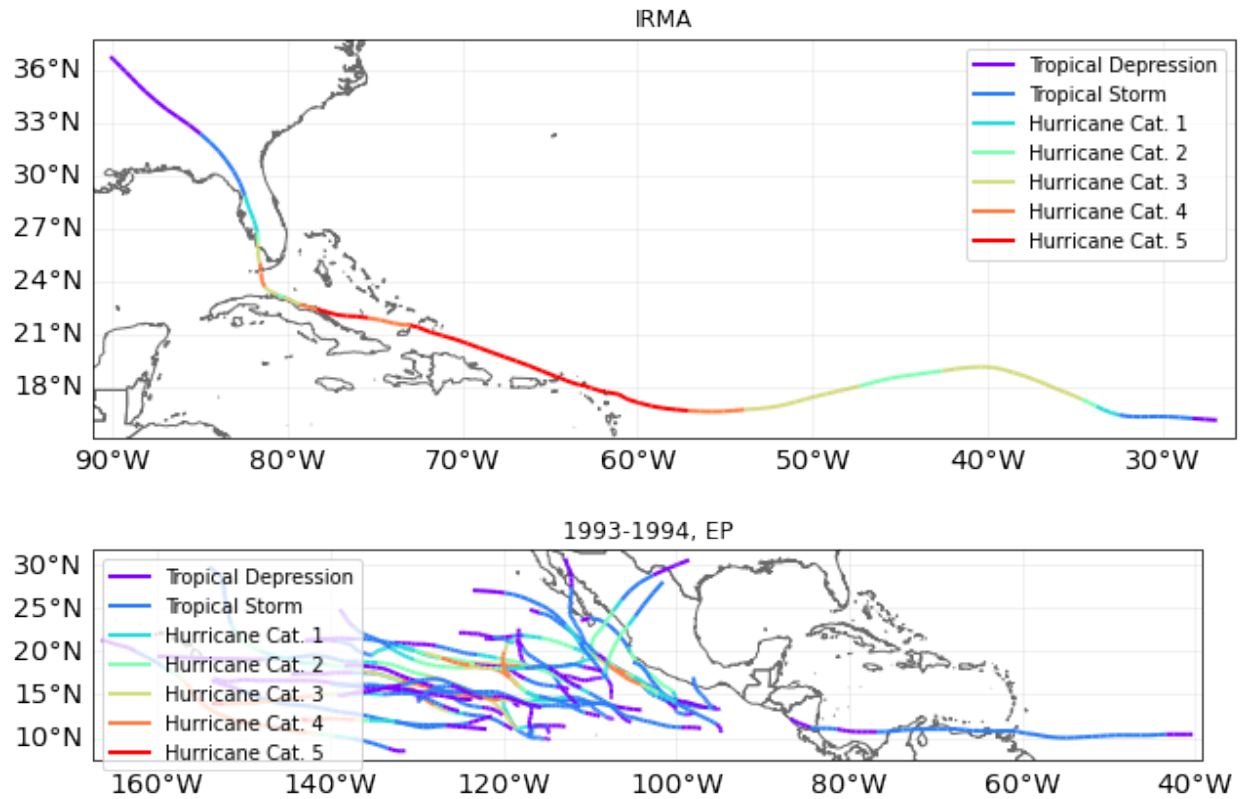 IRMA
36°N
33°N
30°N
27°N
24°N
21°N
18°N
Tropical Depression
Tropical Storm
Hurricane Cat. 1
Hurricane Cat. 2
Hurricane Cat. 3
Hurricane Cat. 4
Hurricane Cat. 5
90°W 80°W 70°W 60°W 50°W 40°W 30°W
1993-1994, EP
30°N
25°N
20°N
15°N
10°N
Tropical Depression
Tropical Storm
Hurricane Cat. 1
Hurricane Cat. 2
Hurricane Cat. 3
Hurricane Cat. 4
Hurricane Cat. 5
160°W 140°W 120°W 100°W 80°W 60°W 40°W